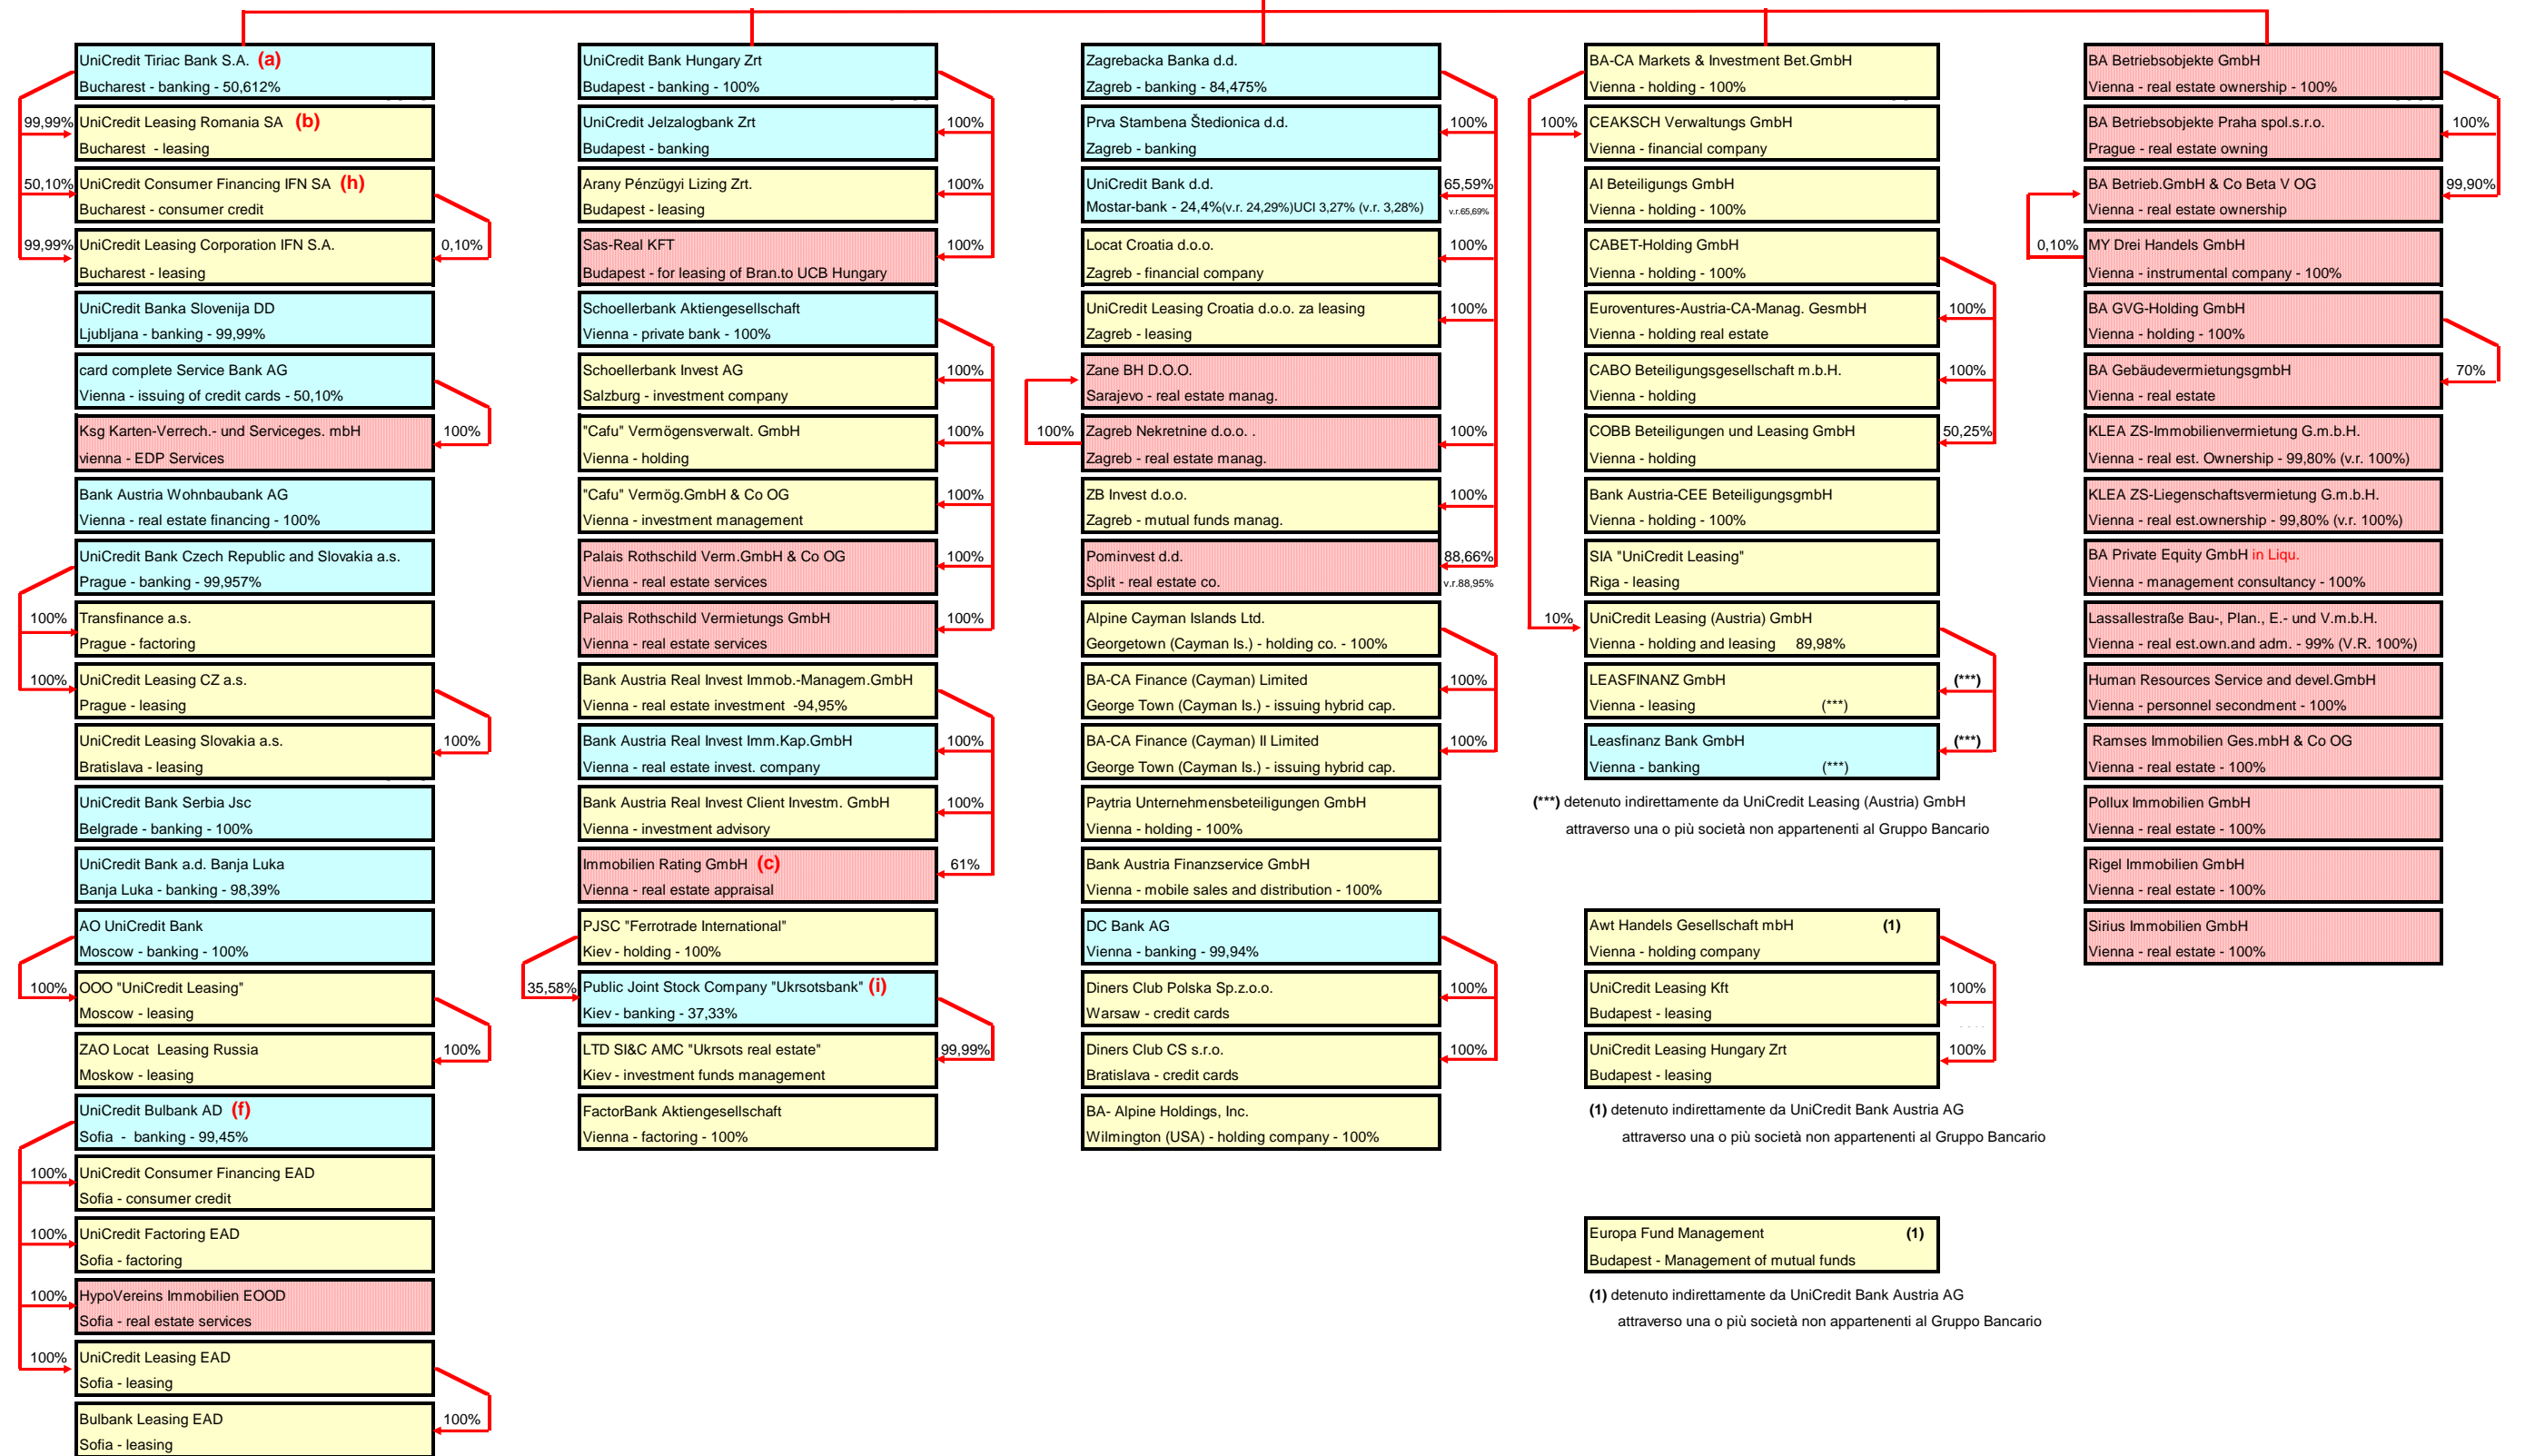 UniCredit Tiriac Bank S.A. (a)
Bucharest - banking - 50,612%
99,99%
UniCredit Leasing Romania SA (b)
Bucharest - leasing
50,10%
UniCredit Consumer Financing IFN SA (h)
Bucharest - consumer credit
99,99%
UniCredit Leasing Corporation IFN S.A.
0,10%
Bucharest - leasing
UniCredit Banka Slovenija DD
Ljubljana - banking - 99,99%
card complete Service Bank AG
Vienna - issuing of credit cards - 50,10%
Ksg Karten-Verrech.- und Serviceges. mbH
100%
vienna - EDP Services
Bank Austria Wohnbaubank AG
Vienna - real estate financing - 100%
UniCredit Bank Czech Republic and Slovakia a.s.
Prague - banking - 99,957%
100%
Transfinance a.s.
Prague - factoring
100%
UniCredit Leasing CZ a.s.
Prague - leasing
UniCredit Leasing Slovakia a.s.
100%
Bratislava - leasing
UniCredit Bank Serbia Jsc
Belgrade - banking - 100%
UniCredit Bank a.d. Banja Luka
Banja Luka - banking - 98,39%
AO UniCredit Bank
Moscow - banking - 100%
100%
OOO "UniCredit Leasing"
Moscow - leasing
ZAO Locat Leasing Russia
100%
Moskow - leasing
UniCredit Bulbank AD (f)
Sofia - banking - 99,45%
100%
UniCredit Consumer Financing EAD
Sofia - consumer credit
100%
UniCredit Factoring EAD
Sofia - factoring
100%
HypoVereins Immobilien EOOD
Sofia - real estate services
100%
UniCredit Leasing EAD
Sofia - leasing
Bulbank Leasing EAD
100%
Sofia - leasing
UniCredit Bank Hungary Zrt
Budapest - banking - 100%
UniCredit Jelzalogbank Zrt
100%
Budapest - banking
Arany Pénzügyi Lizing Zrt.
100%
Budapest - leasing
Sas-Real KFT
100%
Budapest - for leasing of Bran.to UCB Hungary
Schoellerbank Aktiengesellschaft
Vienna - private bank - 100%
Schoellerbank Invest AG
100%
Salzburg - investment company
"Cafu" Vermögensverwalt. GmbH
100%
Vienna - holding
"Cafu" Vermög.GmbH & Co OG
100%
Vienna - investment management
Palais Rothschild Verm.GmbH & Co OG
100%
Vienna - real estate services
Palais Rothschild Vermietungs GmbH
100%
Vienna - real estate services
Bank Austria Real Invest Immob.-Managem.GmbH
Vienna - real estate investment -94,95%
Bank Austria Real Invest Imm.Kap.GmbH
100%
Vienna - real estate invest. company
Bank Austria Real Invest Client Investm. GmbH
100%
Vienna - investment advisory
Immobilien Rating GmbH (c)
61%
Vienna - real estate appraisal
PJSC "Ferrotrade International"
Kiev - holding - 100%
35,58%
Public Joint Stock Company "Ukrsotsbank" (i)
Kiev - banking - 37,33%
LTD SI&C AMC "Ukrsots real estate"
99,99%
Kiev - investment funds management
FactorBank Aktiengesellschaft
Vienna - factoring - 100%
Zagrebacka Banka d.d.
Zagreb - banking - 84,475%
Prva Stambena Štedionica d.d.
100%
Zagreb - banking
UniCredit Bank d.d.
65,59%
Mostar-bank - 24,4%(v.r. 24,29%)UCI 3,27% (v.r. 3,28%)
v.r.65,69%
Locat Croatia d.o.o.
100%
Zagreb - financial company
UniCredit Leasing Croatia d.o.o. za leasing
100%
Zagreb - leasing
Zane BH D.O.O.
Sarajevo - real estate manag.
100%
Zagreb Nekretnine d.o.o. .
100%
Zagreb - real estate manag.
ZB Invest d.o.o.
100%
Zagreb - mutual funds manag.
Pominvest d.d.
88,66%
Split - real estate co.
v.r.88,95%
Alpine Cayman Islands Ltd.
Georgetown (Cayman Is.) - holding co. - 100%
BA-CA Finance (Cayman) Limited
100%
George Town (Cayman Is.) - issuing hybrid cap.
BA-CA Finance (Cayman) II Limited
100%
George Town (Cayman Is.) - issuing hybrid cap.
Paytria Unternehmensbeteiligungen GmbH
Vienna - holding - 100%
Bank Austria Finanzservice GmbH
Vienna - mobile sales and distribution - 100%
DC Bank AG
Vienna - banking - 99,94%
Diners Club Polska Sp.z.o.o.
100%
Warsaw - credit cards
Diners Club CS s.r.o.
100%
Bratislava - credit cards
BA- Alpine Holdings, Inc.
Wilmington (USA) - holding company - 100%
BA-CA Markets & Investment Bet.GmbH
Vienna - holding - 100%
100%
CEAKSCH Verwaltungs GmbH
Vienna - financial company
AI Beteiligungs GmbH
Vienna - holding - 100%
CABET-Holding GmbH
Vienna - holding - 100%
Euroventures-Austria-CA-Manag. GesmbH
100%
Vienna - holding real estate
CABO Beteiligungsgesellschaft m.b.H.
100%
Vienna - holding
COBB Beteiligungen und Leasing GmbH
50,25%
Vienna - holding
Bank Austria-CEE BeteiligungsgmbH
Vienna - holding - 100%
SIA "UniCredit Leasing"
Riga - leasing
10%
UniCredit Leasing (Austria) GmbH
Vienna - holding and leasing 89,98%
LEASFINANZ GmbH
(***)
Vienna - leasing (***)
Leasfinanz Bank GmbH
(***)
Vienna - banking (***)
(***) detenuto indirettamente da UniCredit Leasing (Austria) GmbH
attraverso una o più società non appartenenti al Gruppo Bancario
Awt Handels Gesellschaft mbH (1)
Vienna - holding company
UniCredit Leasing Kft
100%
Budapest - leasing
UniCredit Leasing Hungary Zrt
100%
Budapest - leasing
(1) detenuto indirettamente da UniCredit Bank Austria AG
attraverso una o più società non appartenenti al Gruppo Bancario
Europa Fund Management (1)
Budapest - Management of mutual funds
(1) detenuto indirettamente da UniCredit Bank Austria AG
attraverso una o più società non appartenenti al Gruppo Bancario
BA Betriebsobjekte GmbH
Vienna - real estate ownership - 100%
BA Betriebsobjekte Praha spol.s.r.o.
100%
Prague - real estate owning
BA Betrieb.GmbH & Co Beta V OG
99,90%
Vienna - real estate ownership
0,10%
MY Drei Handels GmbH
Vienna - instrumental company - 100%
BA GVG-Holding GmbH
Vienna - holding - 100%
BA GebäudevermietungsgmbH
70%
Vienna - real estate
KLEA ZS-Immobilienvermietung G.m.b.H.
Vienna - real est. Ownership - 99,80% (v.r. 100%)
KLEA ZS-Liegenschaftsvermietung G.m.b.H.
Vienna - real est.ownership - 99,80% (v.r. 100%)
BA Private Equity GmbH in Liqu.
Vienna - management consultancy - 100%
Lassallestraße Bau-, Plan., E.- und V.m.b.H.
Vienna - real est.own.and adm. - 99% (V.R. 100%)
Human Resources Service and devel.GmbH
Vienna - personnel secondment - 100%
Ramses Immobilien Ges.mbH & Co OG
Vienna - real estate - 100%
Pollux Immobilien GmbH
Vienna - real estate - 100%
Rigel Immobilien GmbH
Vienna - real estate - 100%
Sirius Immobilien GmbH
Vienna - real estate - 100%